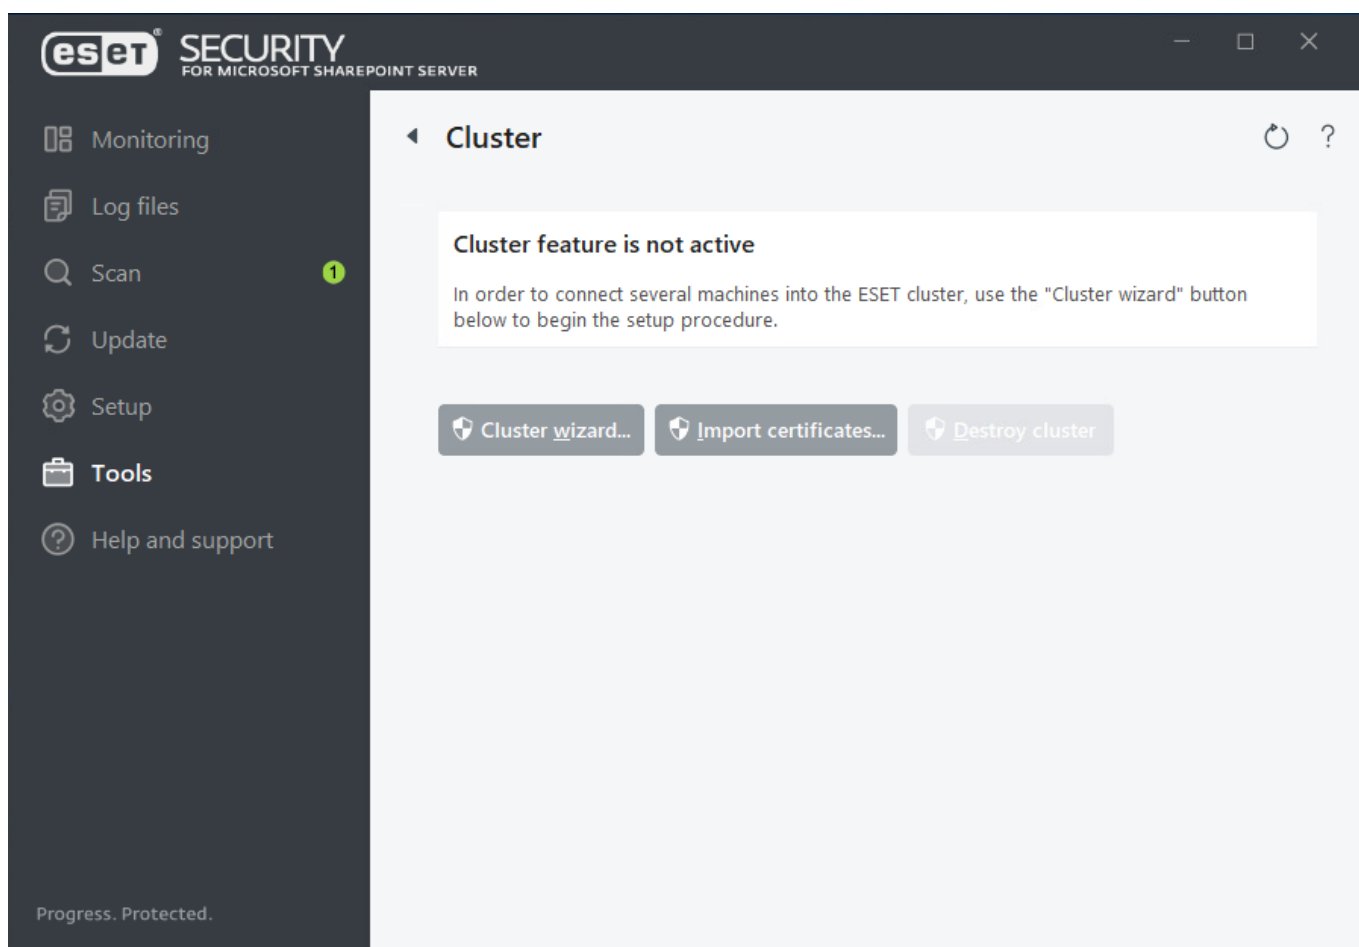 eset® SECURITY
FOR MICROSOFT SHAREPOINT SERVER
Monitoring
Log files
Scan 1
Update
Setup
Tools
Help and support
Progress. Protected.
Cluster ?
Cluster feature is not active
In order to connect several machines into the ESET cluster, use the "Cluster wizard" button
below to begin the setup procedure.
Cluster wizard... Import certificates... Destroy cluster